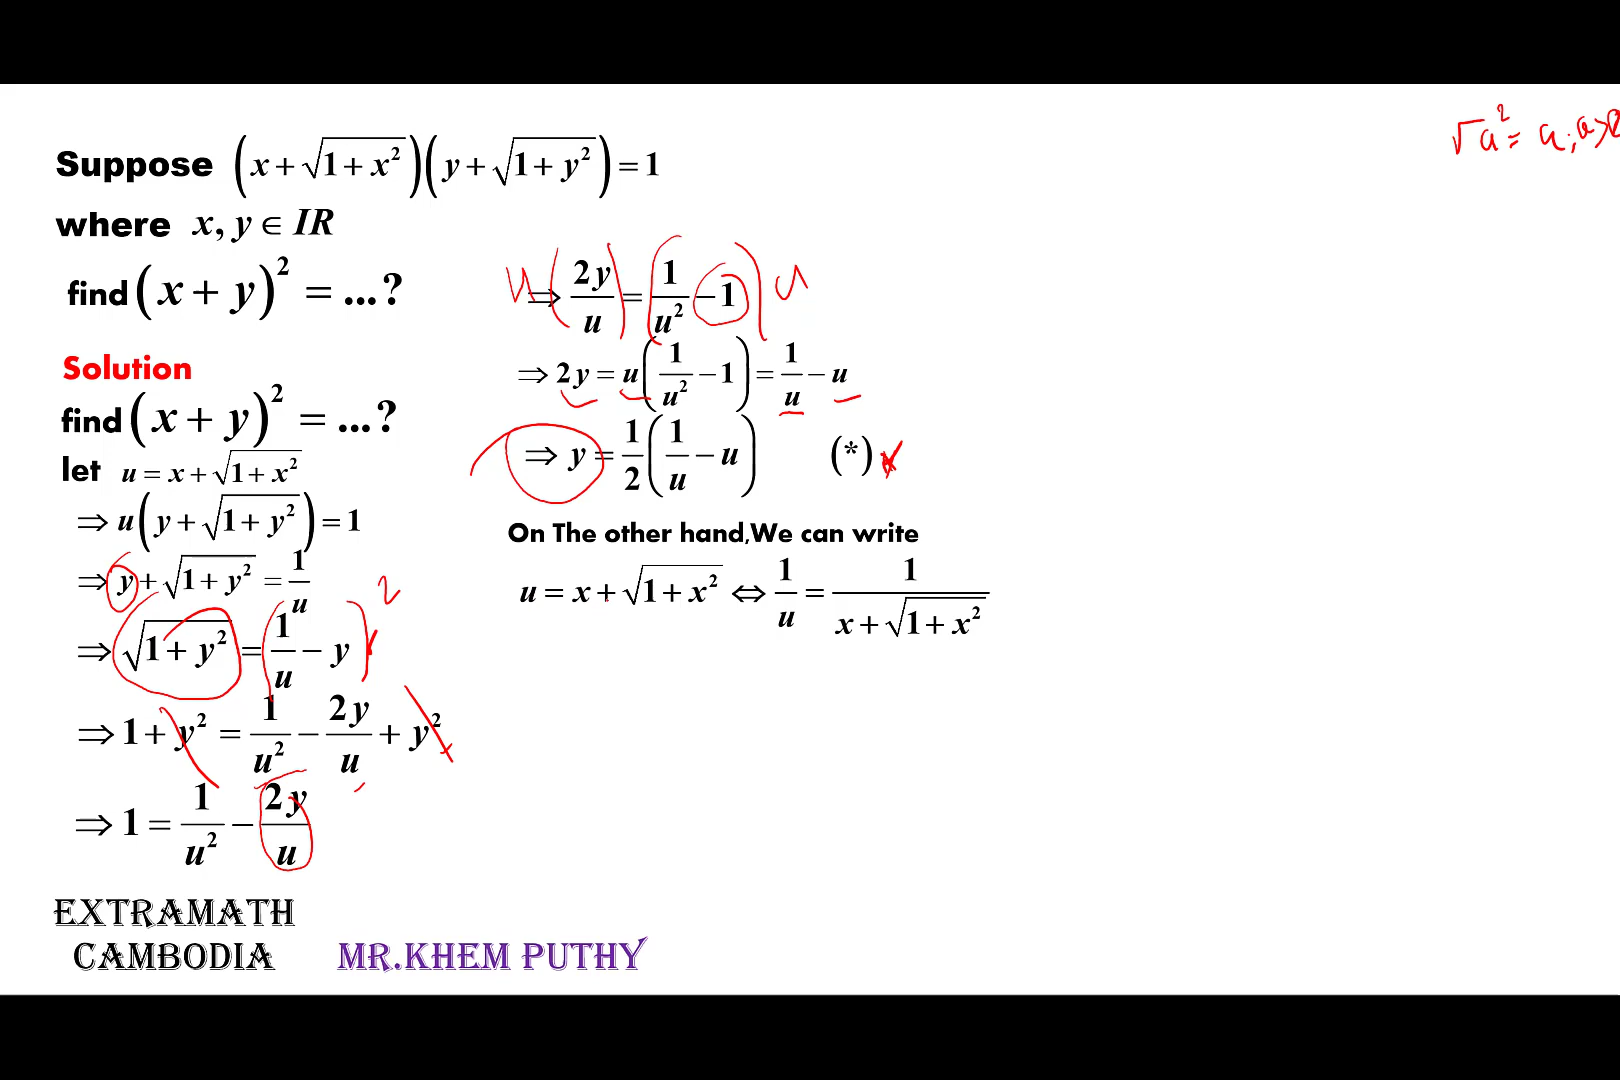 Suppose (x + √(1 + x²))(y + √(1 + y²)) = 1
where x, y ∈ IR
find (x + y)² = ...?
Solution
find (x + y)² = ...?
let u = x + √(1 + x²)
⇒ u(y + √(1 + y²)) = 1
⇒ y + √(1 + y²) = 1/u
⇒ √(1 + y²) = (1/u − y)²
⇒ 1 + y² = 1/u² − 2y/u + y²
⇒ 1 = 1/u² − 2y/u
u(⇒ 2y/u) = (1/u² − 1)u
⇒ 2y = u(1/u² − 1) = 1/u − u
⇒ y = 1/2(1/u − u) (*)
On The other hand,We can write
u = x + √(1 + x²) ⇔ 1/u = 1/(x + √(1 + x²))
√a² = a ; a>0
EXTRAMATH
CAMBODIA
MR.KHEM PUTHY